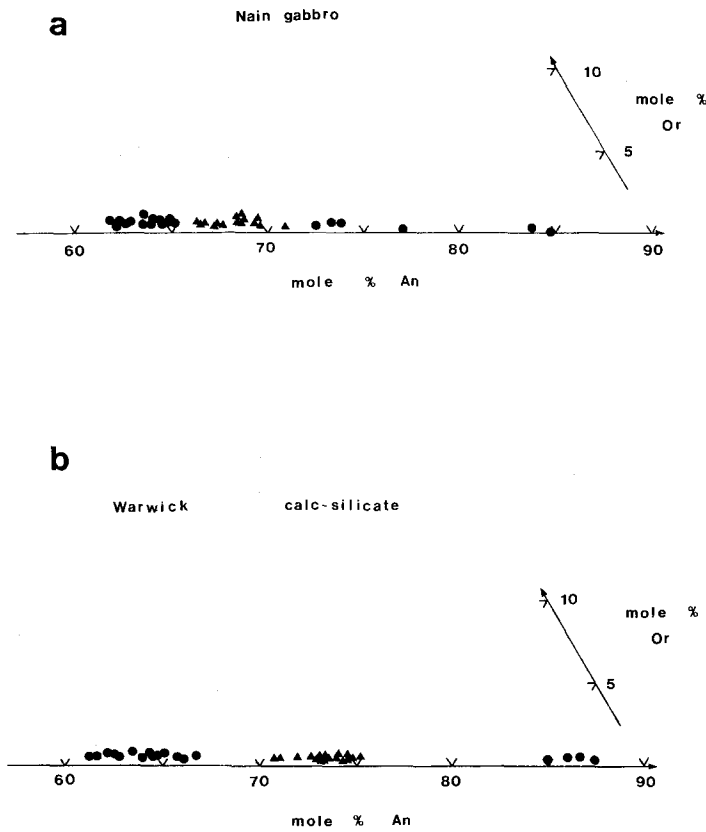 a
Nain gabbro
10
mole %
Or
5
60 70 80 90
mole % An
b
Warwick calc-silicate
10
mole %
Or
5
60 70 80 90
mole % An